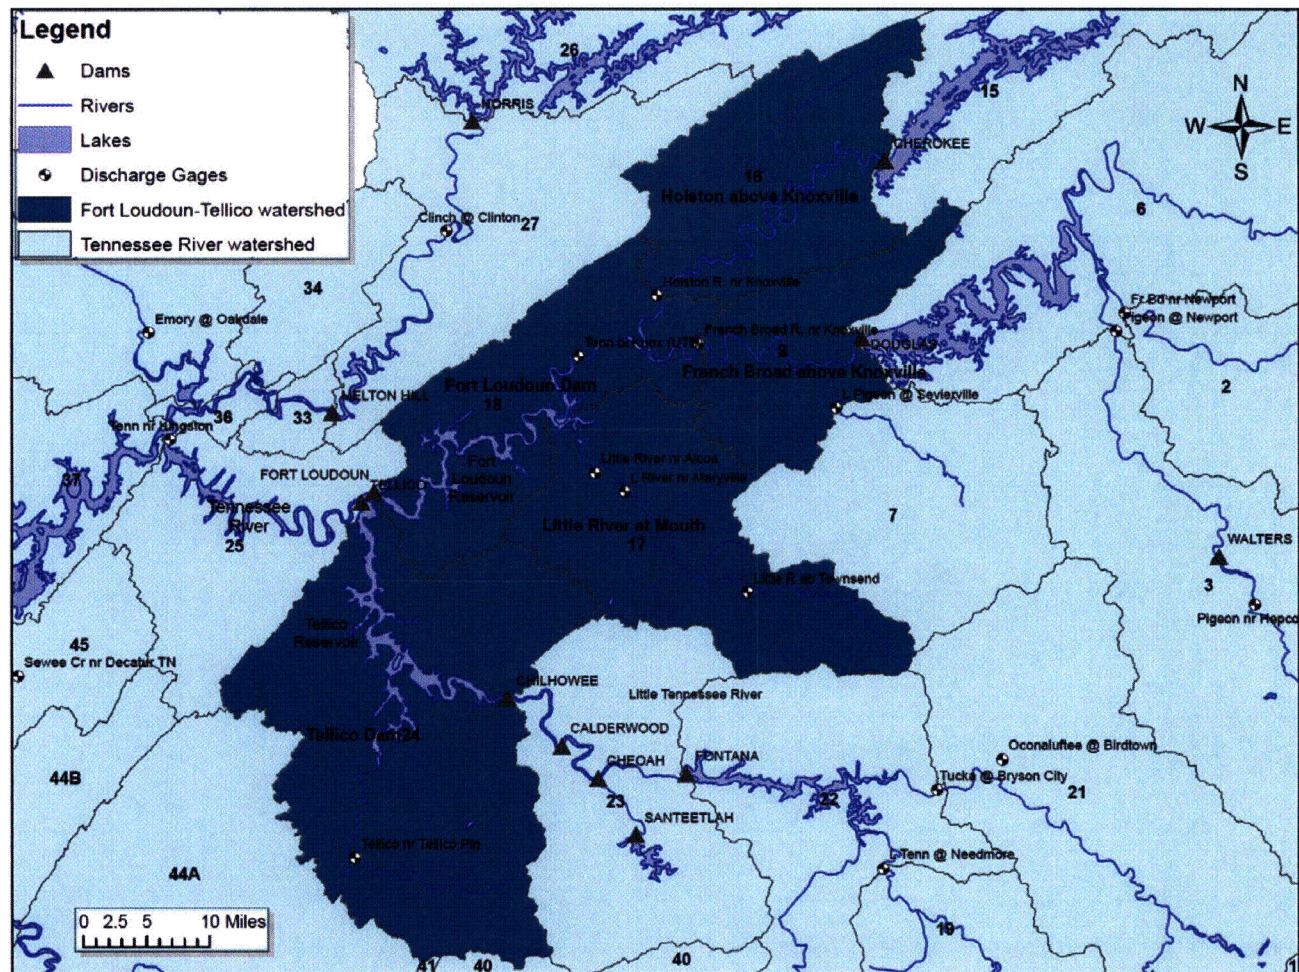 Legend
Dams
Rivers
Lakes
Discharge Gages
Fort Loudoun-Tellico watershed
Tennessee River watershed
26
NORRIS
15
CHEROKEE
N
W
E
S
16
Holston above Knoxville
6
Clinch @ Clinton
27
34
Holston R. nr Knoxville
Emory @ Oakdale
Fr Bd nr Newport
Pigeon @ Newport
French Broad R. nr Knoxville
9
DOUGLAS
French Broad above Knoxville
Fort Loudoun Dam
18
2
L Pigeon @ Sevierville
MELTON HILL
36
33
Tenn nr Kingston
37
FORT LOUDOUN
TELLICO
Fort
Loudoun
Reservoir
Little River nr Alcoa
L River nr Maryville
Tennessee
River
25
Little River at Mouth
17
7
WALTERS
3
Little R ab Townsend
Pigeon nr Hepco
Tellico
Reservoir
45
Sewee Cr nr Decatur TN
CHILHOWEE
Little Tennessee River
Tellico Dam
24
CALDERWOOD
Oconaluftee @ Birdtown
44B
CHEOAH
FONTANA
Tucka @ Bryson City
23
22
21
SANTEETLAH
Tellico nr Tellico Pln
L Tenn @ Needmore
44A
0 2.5 5 10 Miles
19
41
40
40
1